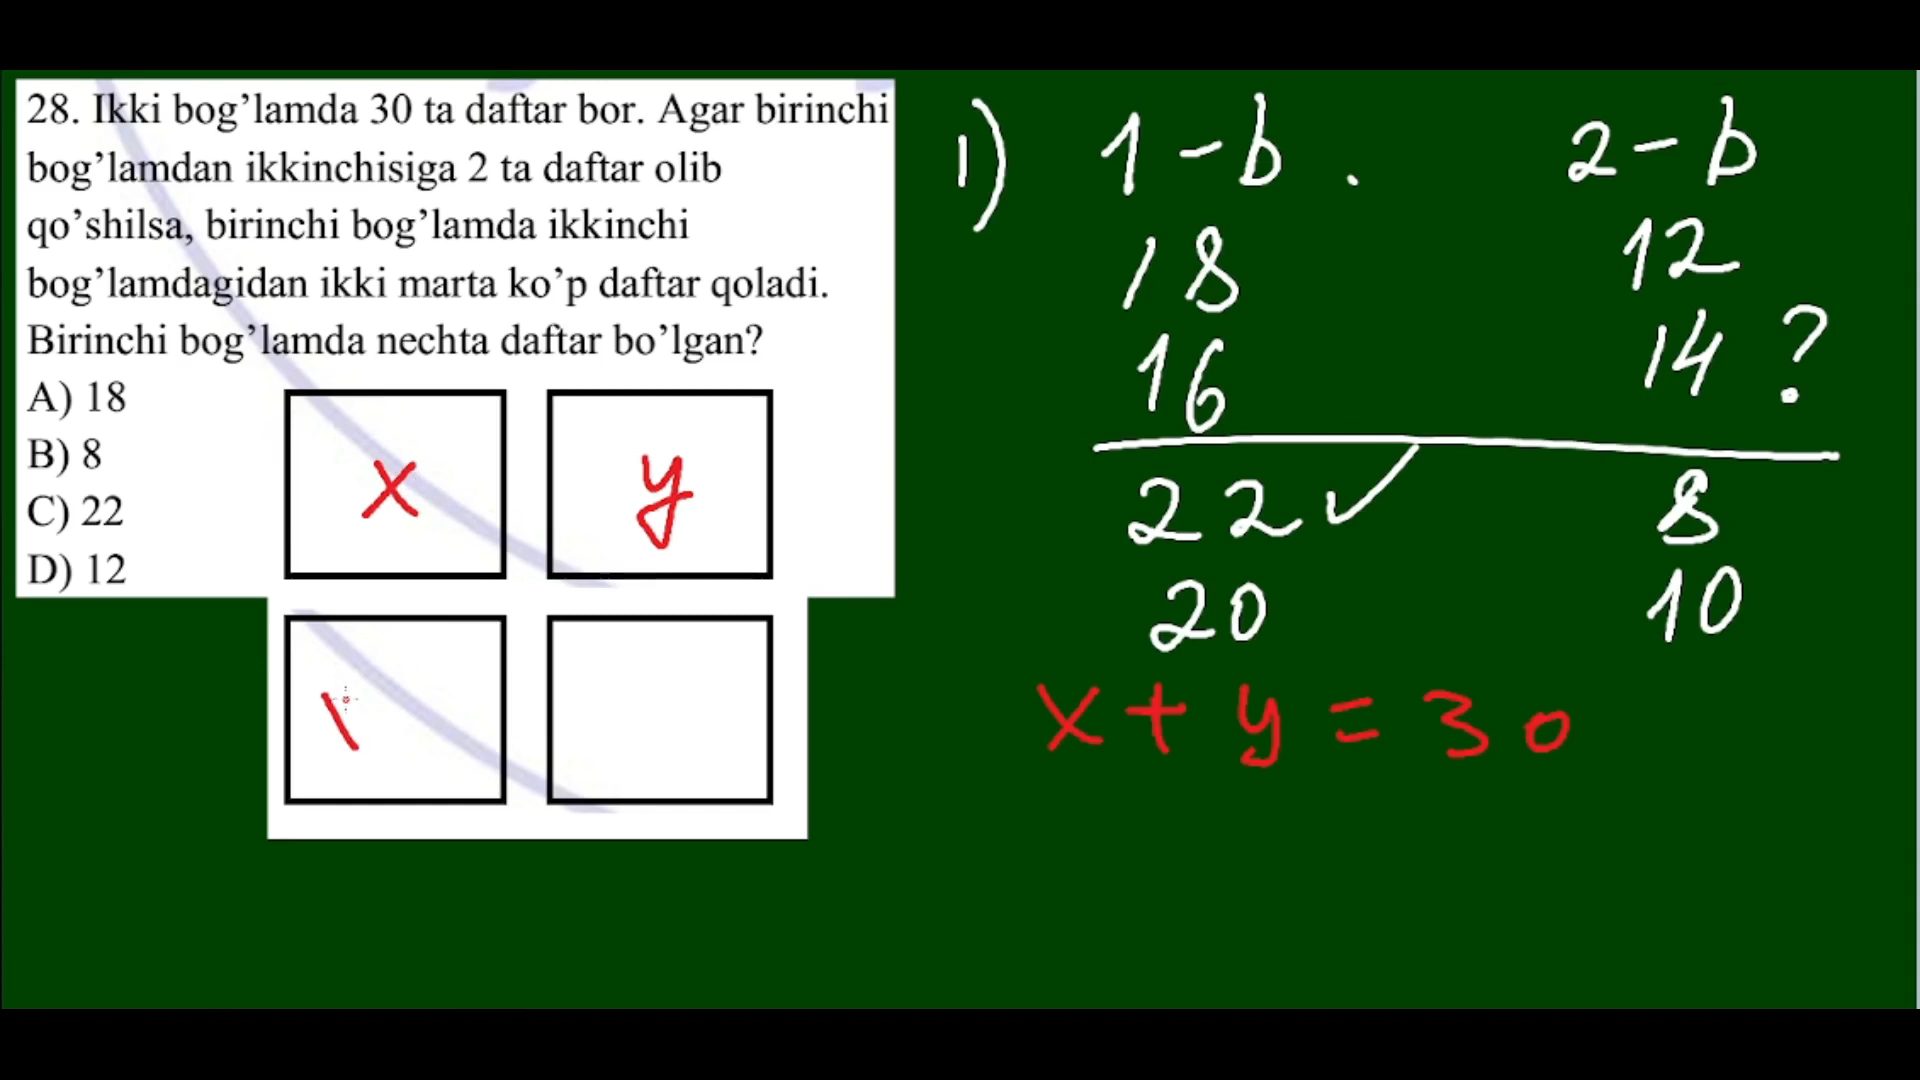 28. Ikki bog’lamda 30 ta daftar bor. Agar birinchi
bog’lamdan ikkinchisiga 2 ta daftar olib
qo’shilsa, birinchi bog’lamda ikkinchi
bog’lamdagidan ikki marta ko’p daftar qoladi.
Birinchi bog’lamda nechta daftar bo’lgan?
A) 18
B) 8
C) 22
D) 12
x y
1) 1-b. 2-b
18 12
16 14 ?
22 ✓ 8
20 10
x + y = 30